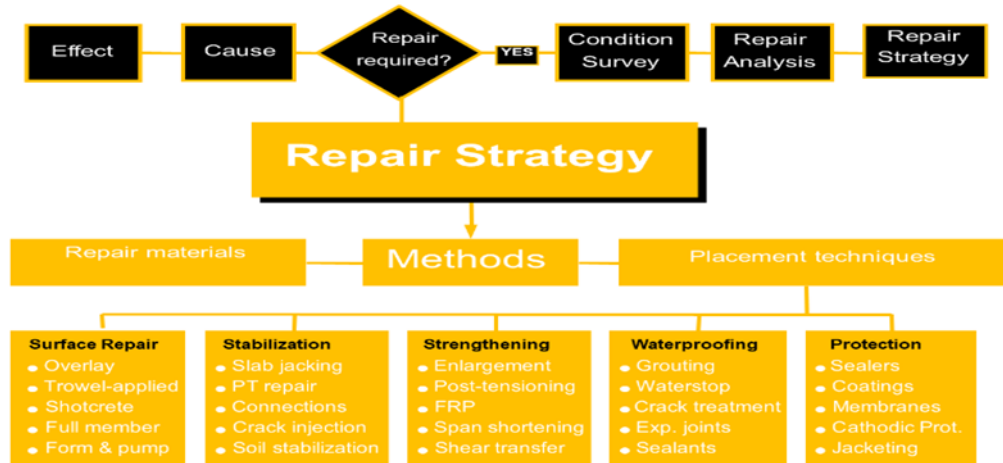 Effect
Cause
Repair
required?
YES
Condition
Survey
Repair
Analysis
Repair
Strategy
Repair Strategy
Repair materials
Methods
Placement techniques
Surface Repair
Overlay
Trowel-applied
Shotcrete
Full member
Form & pump
Stabilization
Slab jacking
PT repair
Connections
Crack injection
Soil stabilization
Strengthening
Enlargement
Post-tensioning
FRP
Span shortening
Shear transfer
Waterproofing
Grouting
Waterstop
Crack treatment
Exp. joints
Sealants
Protection
Sealers
Coatings
Membranes
Cathodic Prot.
Jacketing